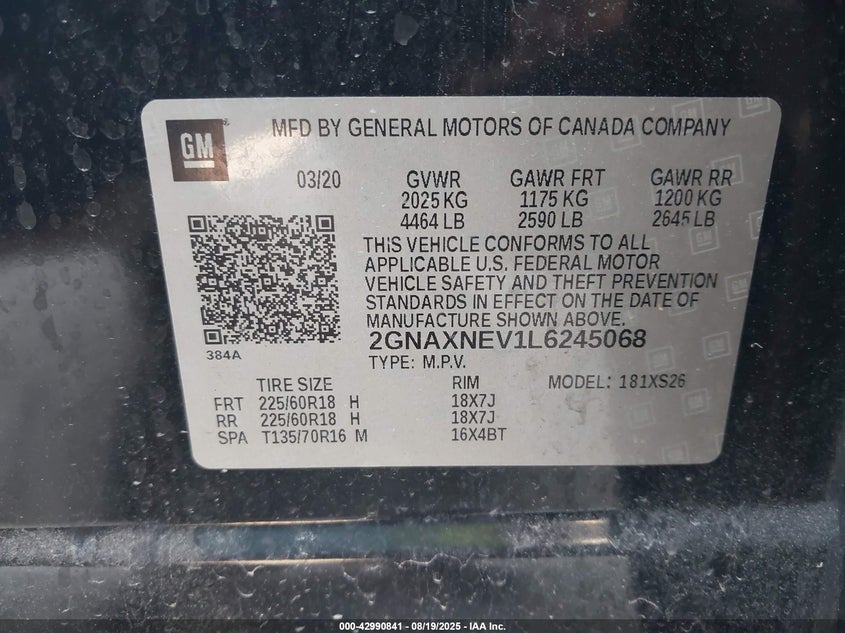 GM
MFD BY GENERAL MOTORS OF CANADA COMPANY
03/20 GVWR GAWR FRT GAWR RR
2025 KG 1175 KG 1200 KG
4464 LB 2590 LB 2645 LB
THIS VEHICLE CONFORMS TO ALL
APPLICABLE U.S. FEDERAL MOTOR
VEHICLE SAFETY AND THEFT PREVENTION
STANDARDS IN EFFECT ON THE DATE OF
MANUFACTURE SHOWN ABOVE.
2GNAXNEV1L6245068
384A
TYPE: M.P.V.
TIRE SIZE RIM MODEL: 181XS26
FRT 225/60R18 H 18X7J
RR 225/60R18 H 18X7J
SPA T135/70R16 M 16X4BT
000-42990841 - 08/19/2025 - IAA Inc.